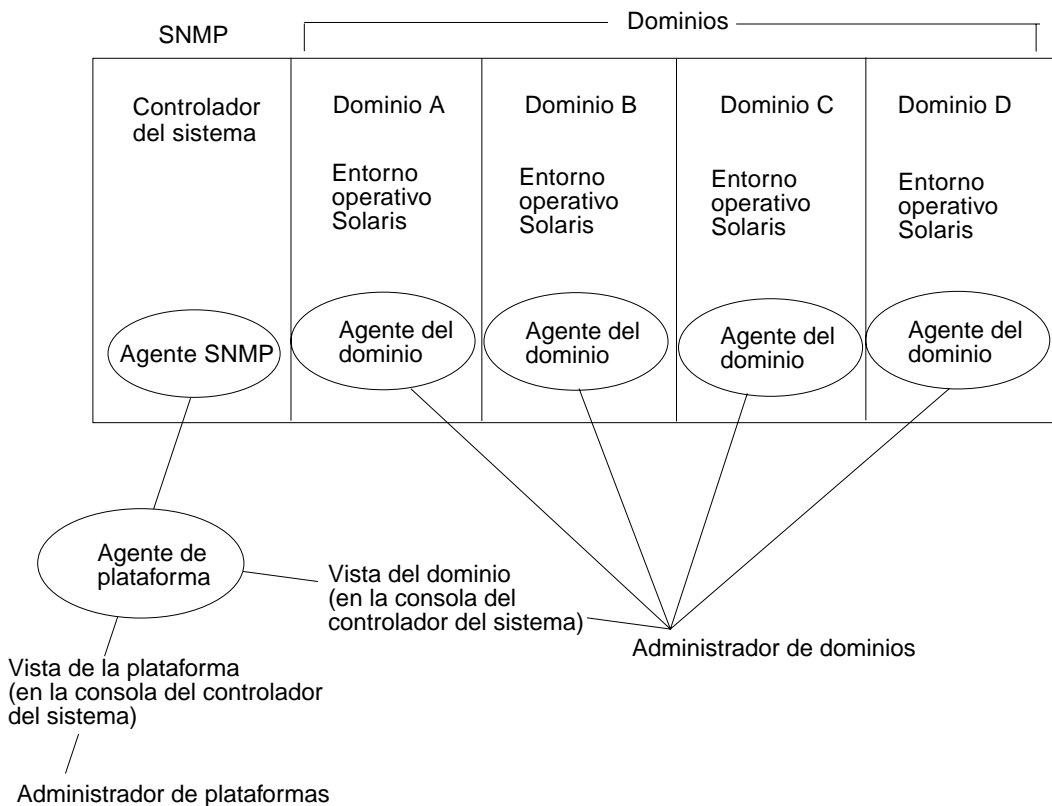 SNMP
Dominios
Controlador
del sistema
Dominio A
Dominio B
Dominio C
Dominio D
Entorno
operativo
Solaris
Entorno
operativo
Solaris
Entorno
operativo
Solaris
Entorno
operativo
Solaris
Agente SNMP
Agente del
dominio
Agente del
dominio
Agente del
dominio
Agente del
dominio
Agente de
plataforma
Vista del dominio
(en la consola del
controlador del sistema)
Administrador de dominios
Vista de la plataforma
(en la consola del controlador
del sistema)
Administrador de plataformas